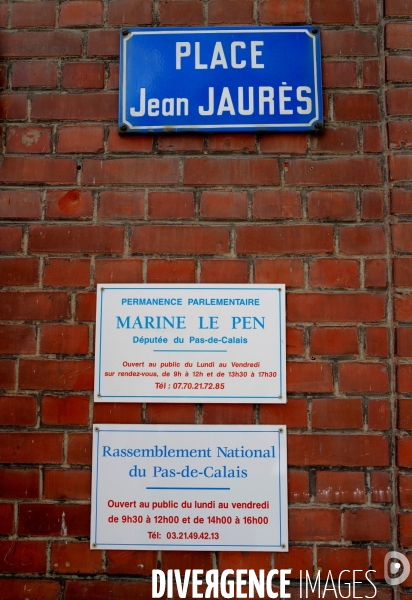 PLACE
Jean JAURÈS
PERMANENCE PARLEMENTAIRE
MARINE LE PEN
Députée du Pas-de-Calais
Ouvert au public du Lundi au Vendredi
sur rendez-vous, de 9h à 12h et de 13h30 à 17h30
Tél : 07.70.21.72.85
Rassemblement National
du Pas-de-Calais
Ouvert au public du lundi au vendredi
de 9h30 à 12h00 et de 14h00 à 16h00
Tél: 03.21.49.42.13
DIVERGENCE IMAGES D